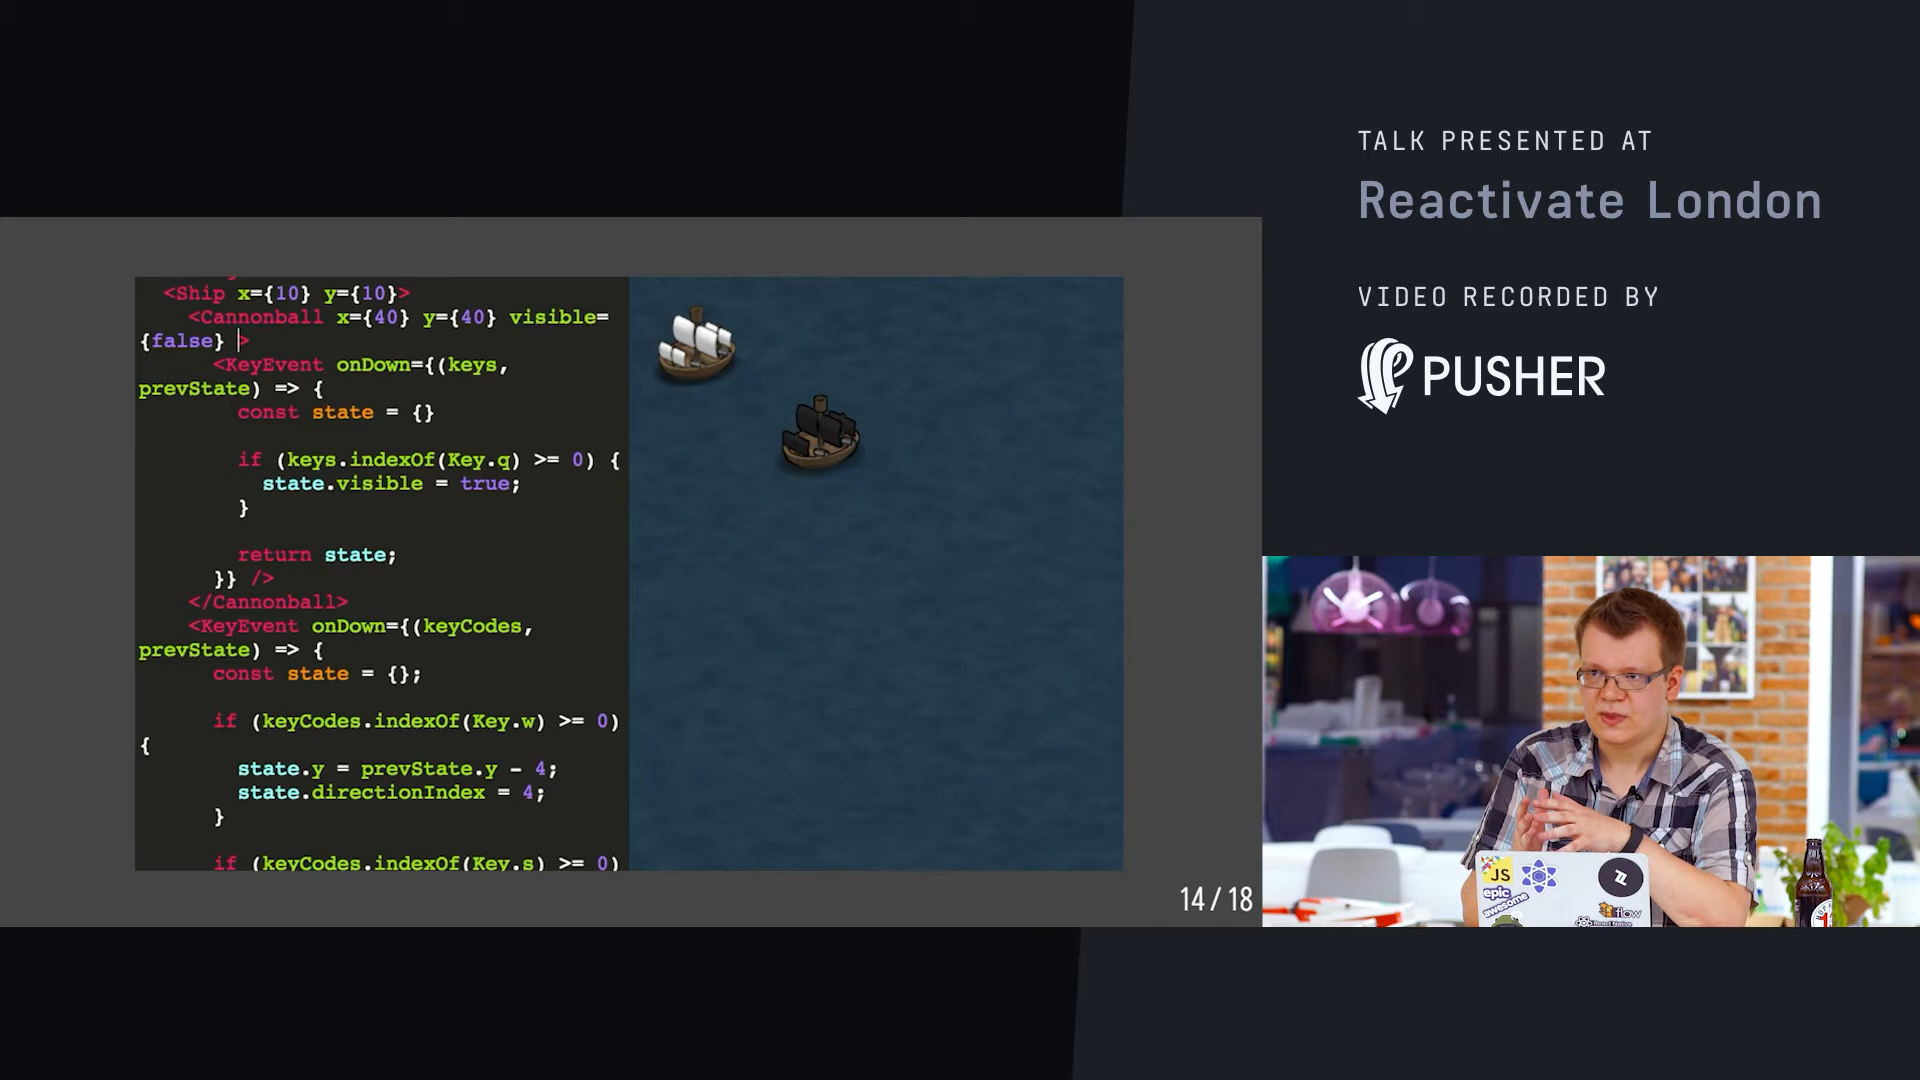 <Ship x={10} y={10}>
<Cannonball x={40} y={40} visible=
{false} >
<KeyEvent onDown={(keys,
prevState) => {
const state = {}
if (keys.indexOf(Key.q) >= 0) {
state.visible = true;
}
return state;
}} />
</Cannonball>
<KeyEvent onDown={(keyCodes,
prevState) => {
const state = {};
if (keyCodes.indexOf(Key.w) >= 0)
{
state.y = prevState.y - 4;
state.directionIndex = 4;
}
if (keyCodes.indexOf(Key.s) >= 0)
14 / 18
TALK PRESENTED AT
Reactivate London
VIDEO RECORDED BY
PUSHER
JS
epic
awesome
flow
React Native